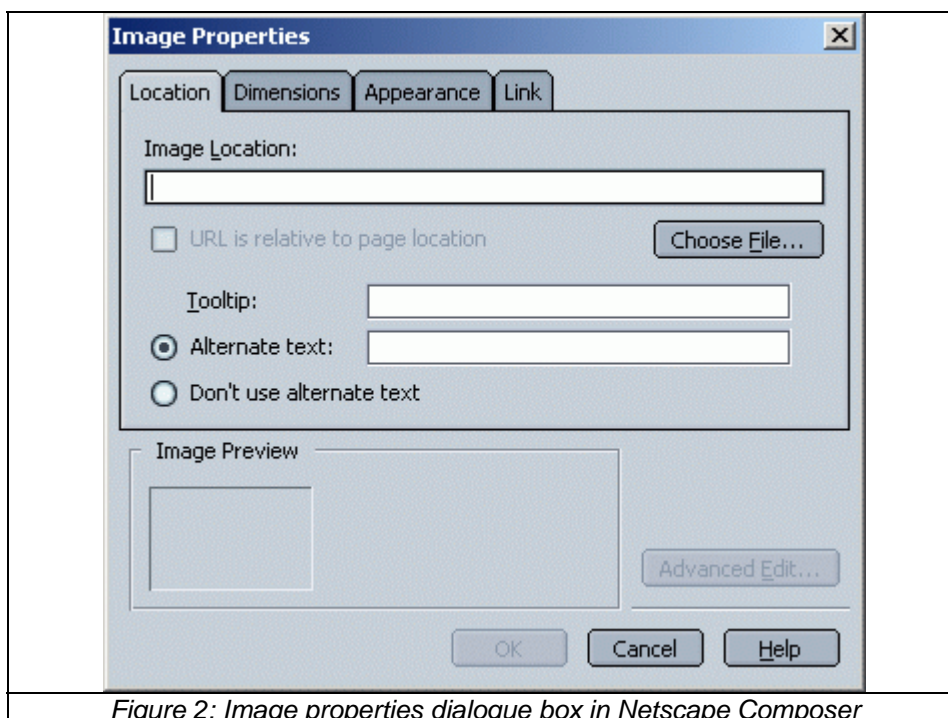 Image Properties
Location Dimensions Appearance Link
Image Location:
URL is relative to page location Choose File...
Tooltip:
Alternate text:
Don't use alternate text
Image Preview
Advanced Edit...
OK Cancel Help
Figure 2: Image properties dialogue box in Netscape Composer